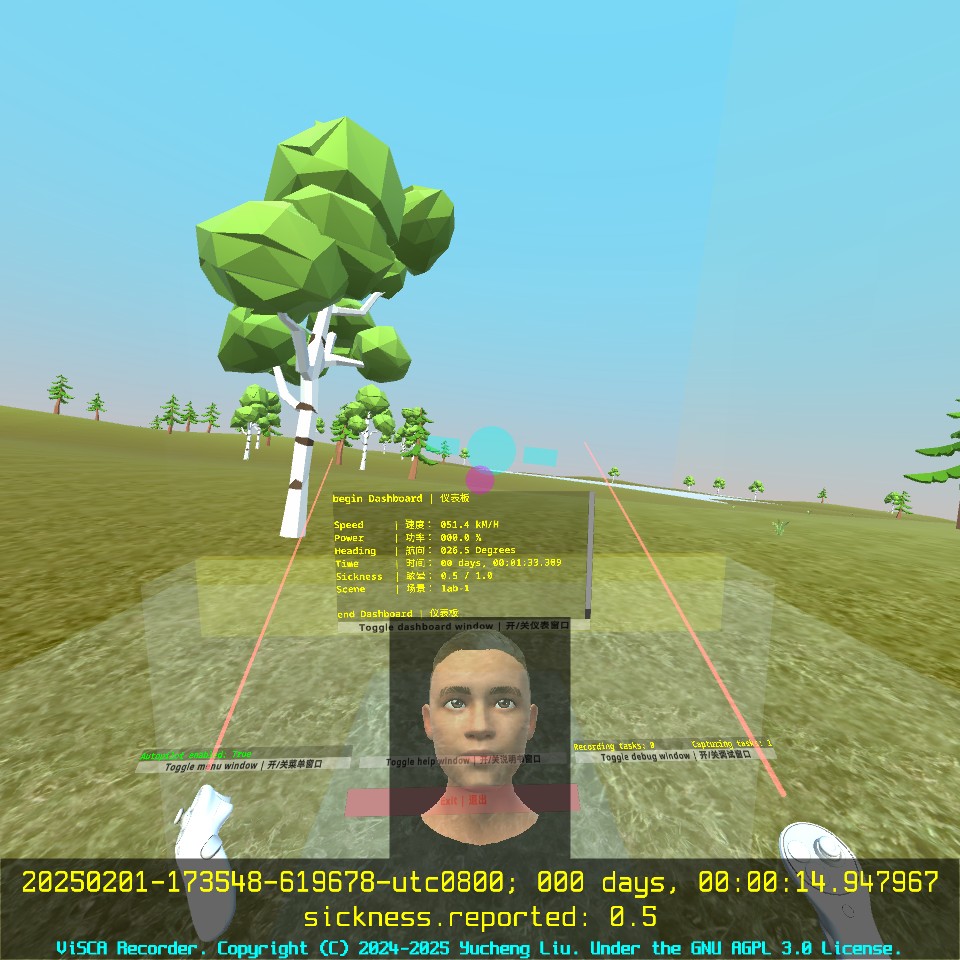 begin Dashboard | 仪表板
Speed | 速度： 051.4 kM/H
Power | 功率： 000.0 %
Heading | 航向： 026.5 Degrees
Time | 时间： 00 days, 00:01:33.389
Sickness | 眩晕： 0.5 / 1.0
Scene | 场景： lab-1
end Dashboard | 仪表板
Toggle dashboard window | 开/关仪表窗口
Recording tasks: 0 Capturing tasks: 1
True
Toggle menu window | 开/关菜单窗口
Toggle help window | 开/关说明书窗口
Toggle debug window | 开/关调试窗口
Exit | 退出
20250201-173548-619678-utc0800; 000 days, 00:00:14.947967
sickness.reported: 0.5
ViSCA Recorder. Copyright (C) 2024-2025 Yucheng Liu. Under the GNU AGPL 3.0 License.